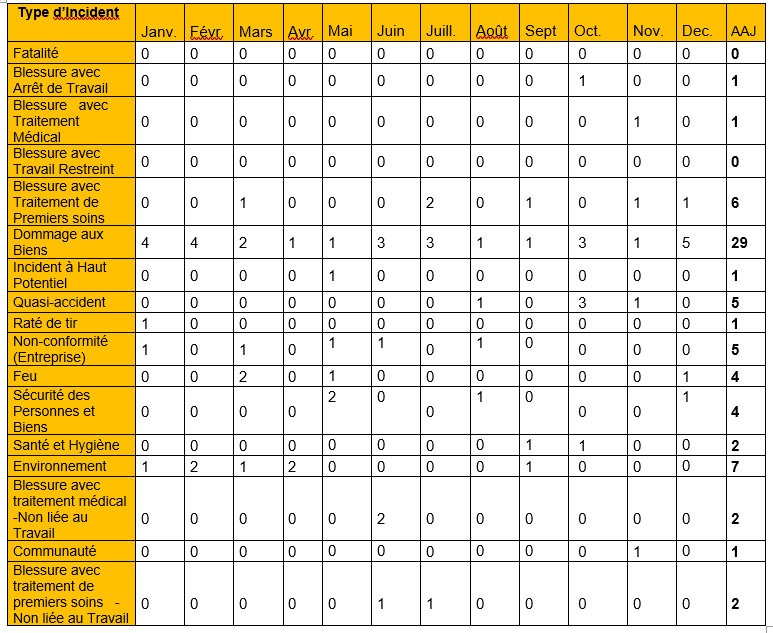 Type d'Incident Janv. Févr. Mars Avr. Mai Juin Juill. Août Sept Oct. Nov. Dec. AAJ
Fatalité 0 0 0 0 0 0 0 0 0 0 0 0 0
Blessure avec
Arrêt de Travail 0 0 0 0 0 0 0 0 0 1 0 0 1
Blessure avec
Traitement
Médical 0 0 0 0 0 0 0 0 0 0 1 0 1
Blessure avec
Travail Restreint 0 0 0 0 0 0 0 0 0 0 0 0 0
Blessure avec
Traitement de
Premiers soins 0 0 1 0 0 0 2 0 1 0 1 1 6
Dommage aux
Biens 4 4 2 1 1 3 3 1 1 3 1 5 29
Incident à Haut
Potentiel 0 0 0 0 1 0 0 0 0 0 0 0 1
Quasi-accident 0 0 0 0 0 0 0 1 0 3 1 0 5
Raté de tir 1 0 0 0 0 0 0 0 0 0 0 0 1
Non-conformité
(Entreprise) 1 0 1 0 1 1 0 1 0 0 0 0 5
Feu 0 0 2 0 1 0 0 0 0 0 0 1 4
Sécurité des
Personnes et
Biens 0 0 0 0 2 0 0 1 0 0 0 1 4
Santé et Hygiène 0 0 0 0 0 0 0 0 1 1 0 0 2
Environnement 1 2 1 2 0 0 0 0 1 0 0 0 7
Blessure avec
traitement médical
-Non liée au
Travail 0 0 0 0 0 2 0 0 0 0 0 0 2
Communauté 0 0 0 0 0 0 0 0 0 0 1 0 1
Blessure avec
traitement de
premiers soins -
Non liée au Travail 0 0 0 0 0 1 1 0 0 0 0 0 2